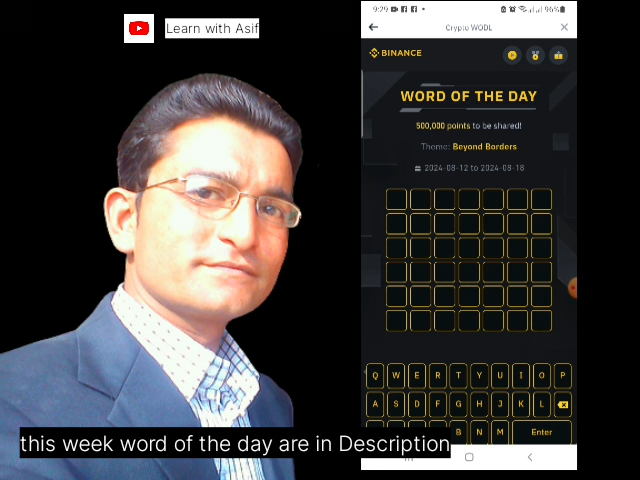 Learn with Asif
9:29
96%
Crypto WODL
BINANCE
WORD OF THE DAY
500,000 points to be shared!
Theme: Beyond Borders
2024-08-12 to 2024-08-18
Q W E R T Y U I O P
A S D F G H J K L
B N M Enter
this week word of the day are in Description